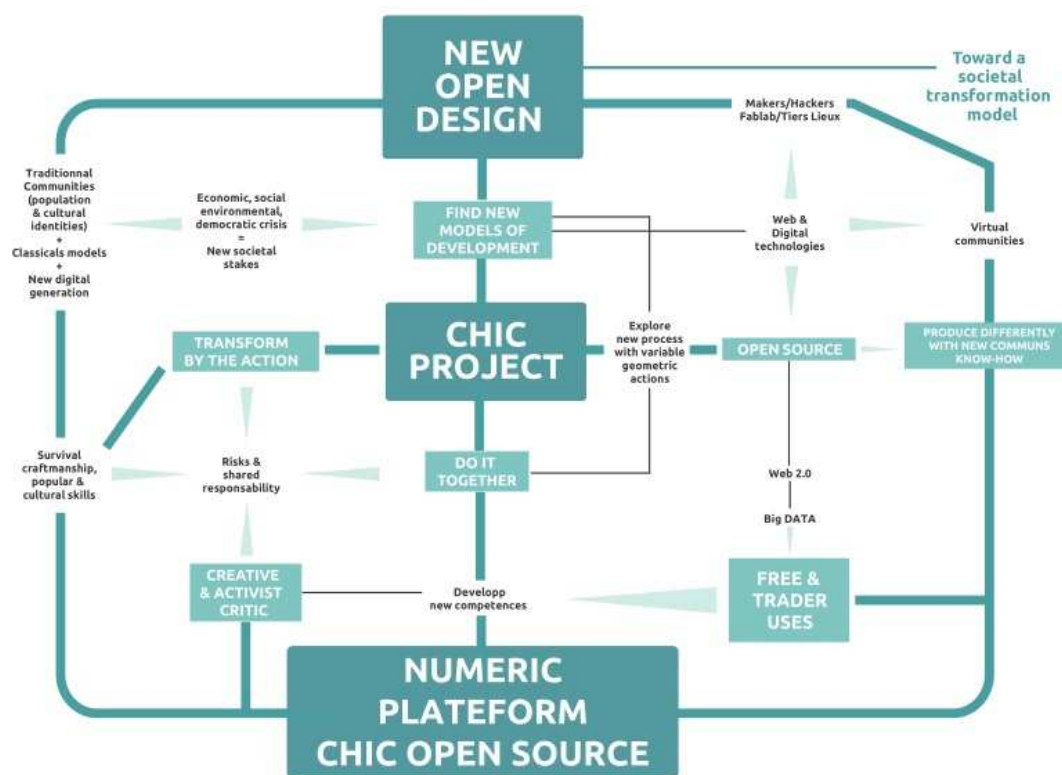 NEW
OPEN
DESIGN
Toward a
societal
transformation
model
Makers/Hackers
Fablab/Tiers Lieux
Traditionnal
Communities
(population
& cultural
identities)
+
Classicals models
+
New digital
generation
Economic, social
environmental,
democratic crisis
=
New societal
stakes
FIND NEW
MODELS OF
DEVELOPMENT
Web &
Digital
technologies
Virtual
communities
TRANSFORM
BY THE ACTION
CHIC
PROJECT
Explore
new process
with variable
geometric
actions
OPEN SOURCE
PRODUCE DIFFERENTLY
WITH NEW COMMUNS
KNOW-HOW
Survival
craftmanship,
popular &
cultural skills
Risks &
shared
responsability
DO IT
TOGETHER
Web 2.0
Big DATA
CREATIVE
& ACTIVIST
CRITIC
Developp
new competences
FREE &
TRADER
USES
NUMERIC
PLATEFORM
CHIC OPEN SOURCE